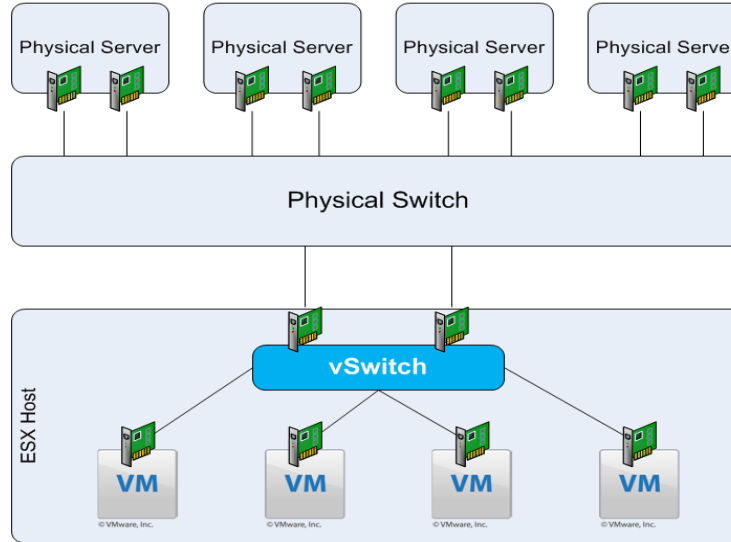 Physical Server
Physical Server
Physical Server
Physical Serve
Physical Switch
vSwitch
ESX Host
VM
VM
VM
VM
© VMware, Inc.
© VMware, Inc.
© VMware, Inc.
© VMware, Inc.